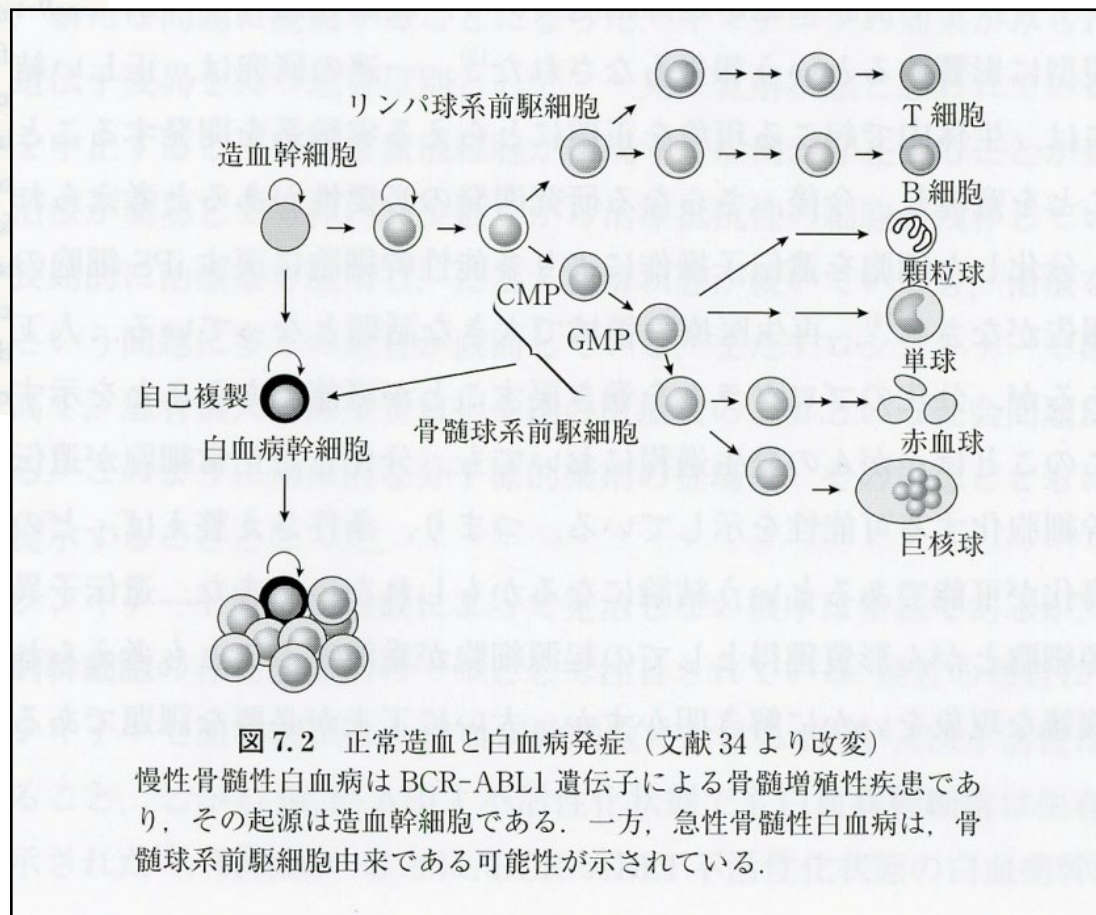 リンパ球系前駆細胞
T 細胞
造血幹細胞
B 細胞
顆粒球
CMP
GMP
単球
自己複製
骨髄球系前駆細胞
赤血球
白血病幹細胞
巨核球
図 7.2 正常造血と白血病発症（文献 34 より改変）
慢性骨髄性白血病は BCR-ABL1 遺伝子による骨髄増殖性疾患であ
り，その起源は造血幹細胞である．一方，急性骨髄性白血病は，骨
髄球系前駆細胞由来である可能性が示されている．